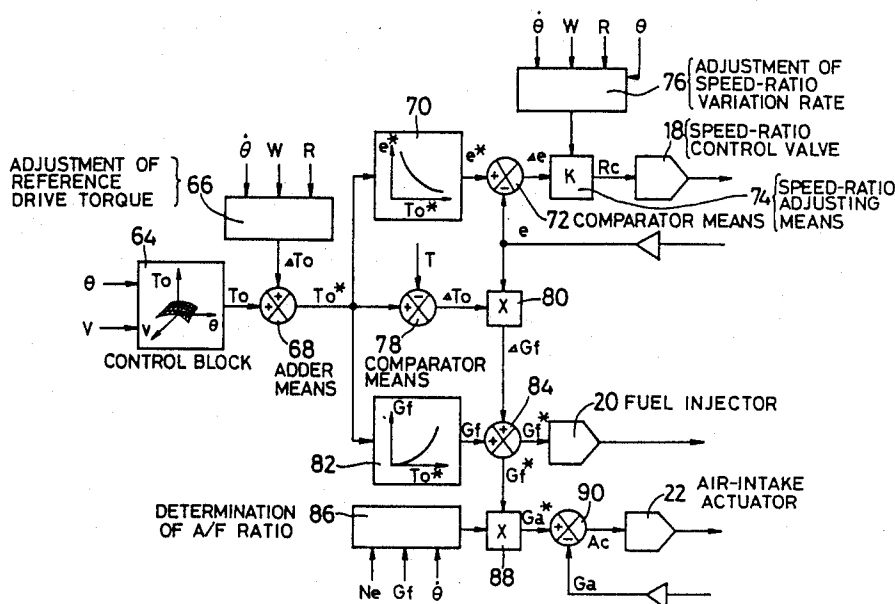 θ̇ W R θ
76
ADJUSTMENT OF
SPEED-RATIO
VARIATION RATE
70
e*
To*
e*
+
−
Δe
K
Rc
18
SPEED-RATIO
CONTROL VALVE
74
SPEED-RATIO
ADJUSTING
MEANS
72 COMPARATOR MEANS
e
ADJUSTMENT OF
REFERENCE
DRIVE TORQUE
66
θ̇ W R
ΔTo
64
To
v
θ
θ
V
CONTROL BLOCK
To
+
+
To*
68
ADDER
MEANS
T
−
+
ΔTo
78
COMPARATOR
MEANS
X
80
ΔGf
82
Gf
To*
Gf
+
+
84
Gf*
Gf*
20 FUEL INJECTOR
DETERMINATION
OF A/F RATIO
86
Ne Gf θ̇
X
88
Ga*
+
−
90
Ac
Ga
22
AIR-INTAKE
ACTUATOR